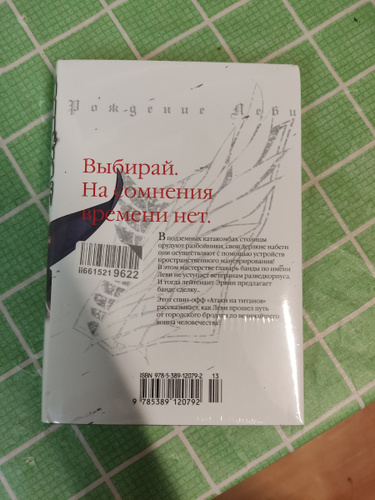 Рождение Леви
Выбирай.
На сомнения
времени нет.
В подземных катакомбах столицы
орудуют разбойники, свои дерзкие набеги
они осуществляют с помощью устройств
пространственного маневрирования!
В этом мастерстве главарь банды по имени
Леви не уступает ветеранам разведкорпуса.
И тогда лейтенант Эрвин предлагает
банде сделку...
Этот спин-офф «Атаки на титанов»
рассказывает, как Леви прошел путь
от городского бродяги до величайшего
воина человечества!
li661521 9622
ISBN 978-5-389-12079-2
13
9 785389 120792